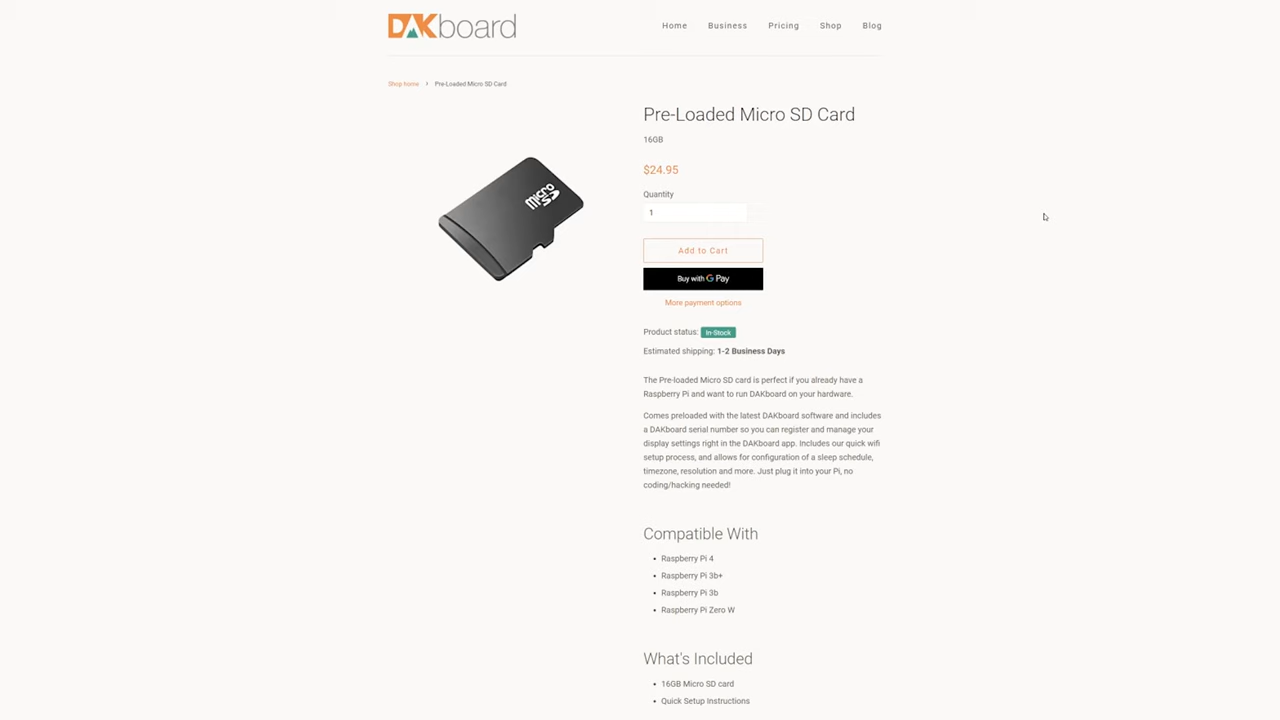 DAKboard
Home Business Pricing Shop Blog
Shop home › Pre-Loaded Micro SD Card
Pre-Loaded Micro SD Card
16GB
$24.95
Quantity
1
Add to Cart
Buy with G Pay
More payment options
Product status: In-Stock
Estimated shipping: 1-2 Business Days
The Pre-loaded Micro SD card is perfect if you already have a
Raspberry Pi and want to run DAKboard on your hardware.
Comes preloaded with the latest DAKboard software and includes
a DAKboard serial number so you can register and manage your
display settings right in the DAKboard app. Includes our quick wifi
setup process, and allows for configuration of a sleep schedule,
timezone, resolution and more. Just plug it into your Pi, no
coding/hacking needed!
Compatible With
• Raspberry Pi 4
• Raspberry Pi 3b+
• Raspberry Pi 3b
• Raspberry Pi Zero W
What's Included
• 16GB Micro SD card
• Quick Setup Instructions
micro
SD